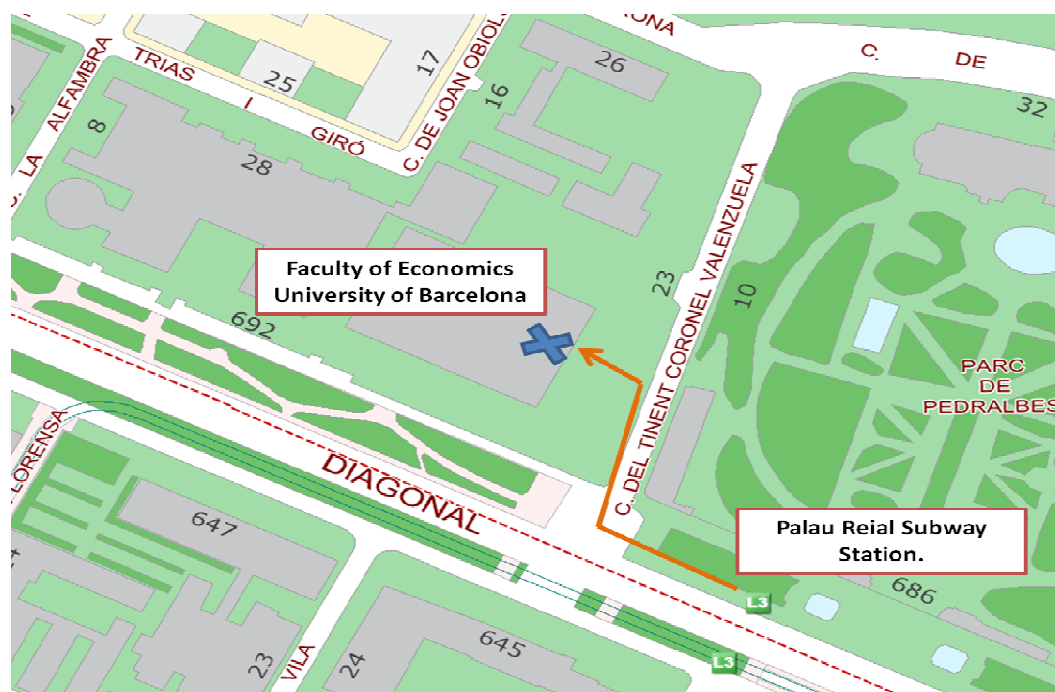 C. DE
26
32
ALFAMBRA
TRIAS
I
GIRÓ
25
17
C. DE JOAN OBIOLS
16
8
LA
28
Faculty of Economics
University of Barcelona
23
10
C. DEL TINENT CORONEL VALENZUELA
692
PARC
DE
PEDRALBES
DIAGONAL
647
Palau Reial Subway
Station.
L3
686
645
L3
23
VILA
24